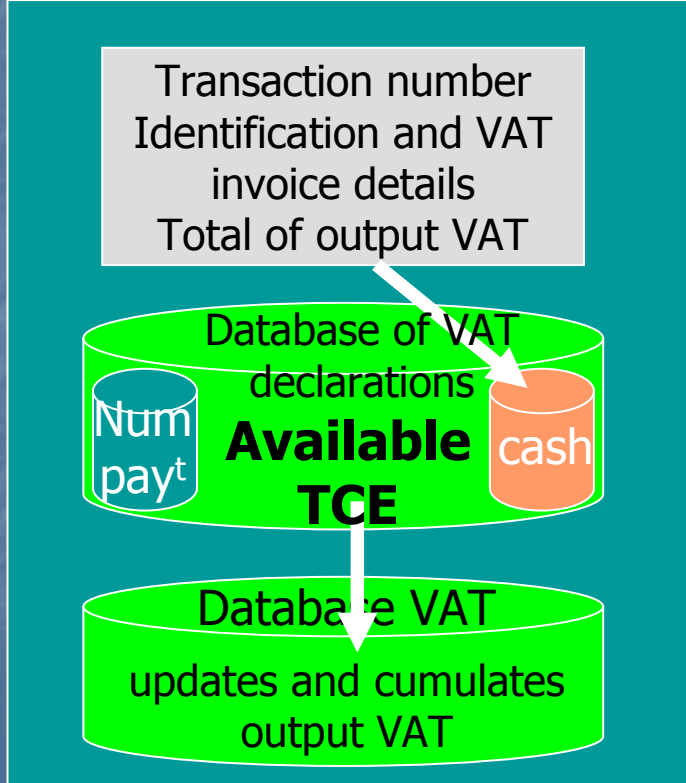 Transaction number
Identification and VAT
invoice details
Total of output VAT
Database of VAT
declarations
Num
payᵗ
Available
TCE
cash
Database VAT
updates and cumulates
output VAT